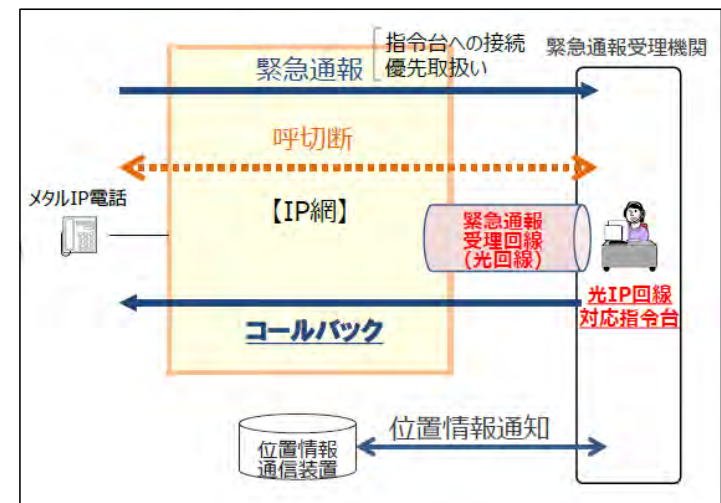 指令台への接続
緊急通報
優先取扱い
緊急通報受理機関
呼切断
メタルIP電話
【IP網】
緊急通報
受理回線
(光回線)
光IP回線
対応指令台
コールバック
位置情報通知
位置情報
通信装置